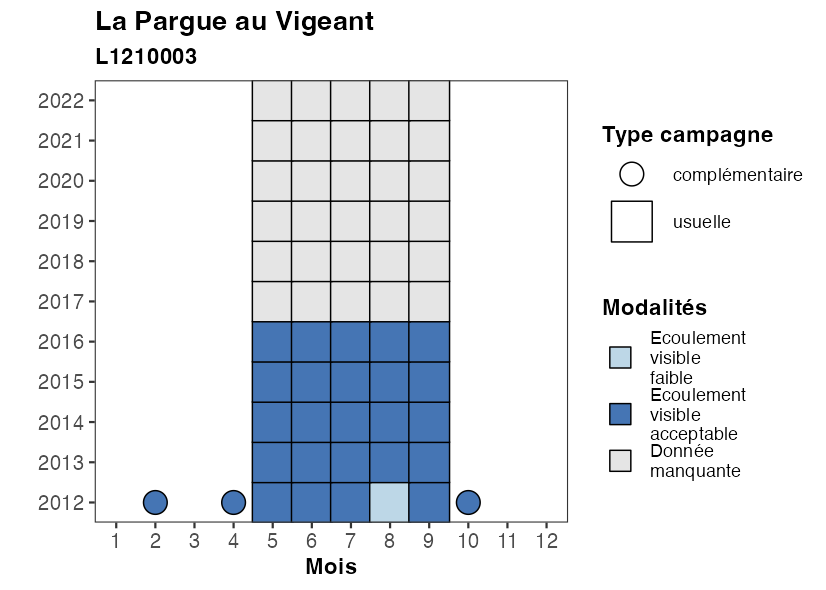 La Pargue au Vigeant
L1210003
2022
2021
2020
2019
2018
2017
2016
2015
2014
2013
2012
1 2 3 4 5 6 7 8 9 10 11 12
Mois
Type campagne
complémentaire
usuelle
Modalités
Ecoulement
visible
faible
Ecoulement
visible
acceptable
Donnée
manquante